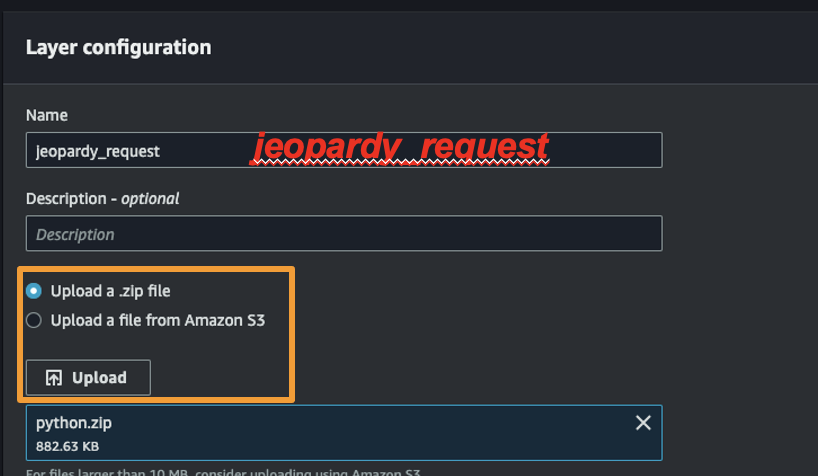 Layer configuration
Name
jeopardy_request jeopardy_request
Description - optional
Description
Upload a .zip file
Upload a file from Amazon S3
Upload
python.zip
882.63 KB
For files larger than 10 MB, consider uploading using Amazon S3.